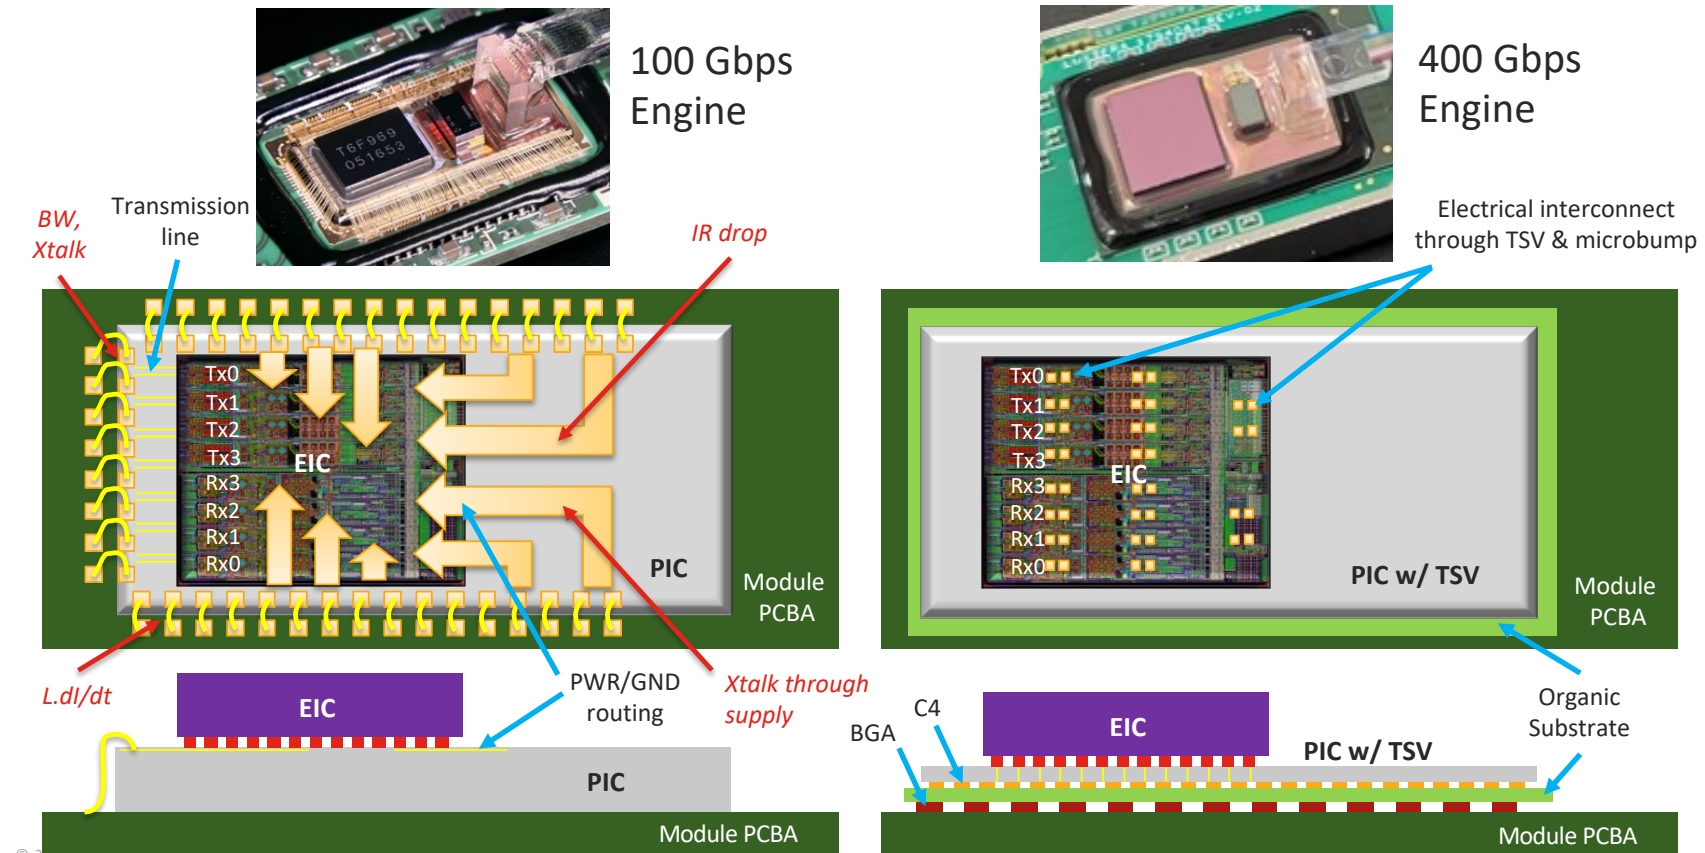 100 Gbps
Engine
400 Gbps
Engine
T6F969
051653
BW,
Xtalk
Transmission
line
IR drop
Electrical interconnect
through TSV & microbump
Tx0
Tx1
Tx2
Tx3
EIC
Rx3
Rx2
Rx1
Rx0
PIC
Module
PCBA
Tx0
Tx1
Tx2
Tx3
EIC
Rx3
Rx2
Rx1
Rx0
PIC w/ TSV
Module
PCBA
L.dI/dt
EIC
PWR/GND
routing
Xtalk through
supply
PIC
Module PCBA
BGA
C4
EIC
PIC w/ TSV
Organic
Substrate
Module PCBA